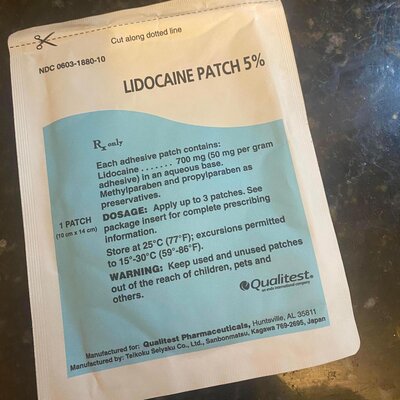 Cut along dotted line
NDC 0603-1880-10
LIDOCAINE PATCH 5%
Rx only
Each adhesive patch contains:
Lidocaine . . . . . . . 700 mg (50 mg per gram
adhesive) in an aqueous base.
Methylparaben and propylparaben as
preservatives.
1 PATCH
(10 cm x 14 cm)
DOSAGE: Apply up to 3 patches. See
package insert for complete prescribing
information.
Store at 25°C (77°F); excursions permitted
to 15°-30°C (59°-86°F).
WARNING: Keep used and unused patches
out of the reach of children, pets and
others.
Qualitest®
an endo international company
Manufactured for: Qualitest Pharmaceuticals, Huntsville, AL 35811
Manufactured by: Teikoku Seiyaku Co., Ltd., Sanbonmatsu, Kagawa 769-2695, Japan